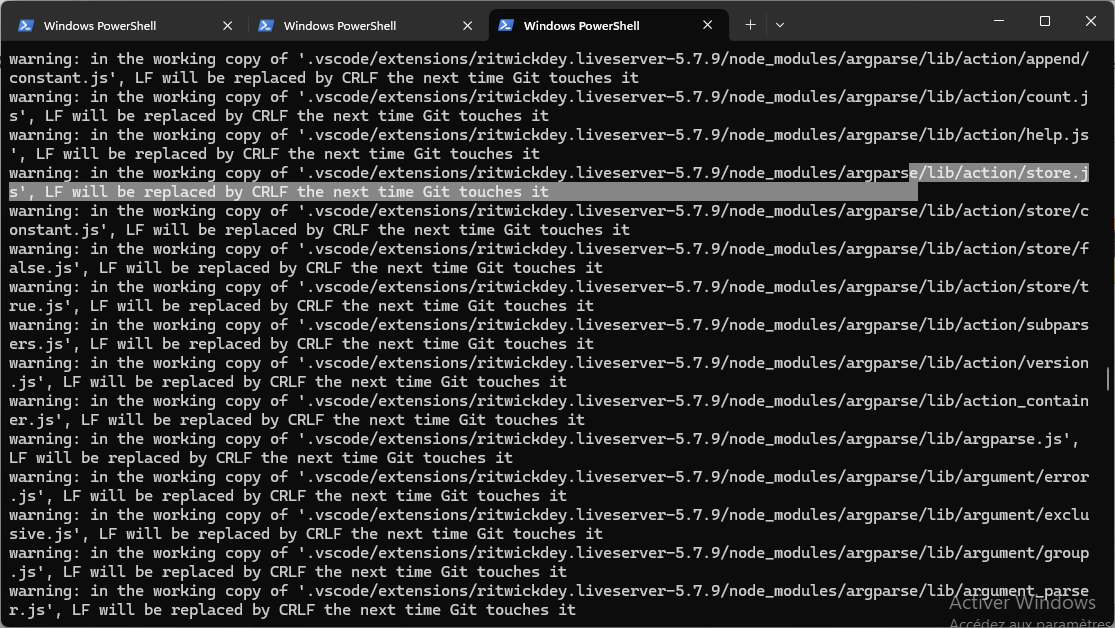 Windows PowerShell
Windows PowerShell
Windows PowerShell
warning: in the working copy of '.vscode/extensions/ritwickdey.liveserver-5.7.9/node_modules/argparse/lib/action/append/
constant.js', LF will be replaced by CRLF the next time Git touches it
warning: in the working copy of '.vscode/extensions/ritwickdey.liveserver-5.7.9/node_modules/argparse/lib/action/count.j
s', LF will be replaced by CRLF the next time Git touches it
warning: in the working copy of '.vscode/extensions/ritwickdey.liveserver-5.7.9/node_modules/argparse/lib/action/help.js
', LF will be replaced by CRLF the next time Git touches it
warning: in the working copy of '.vscode/extensions/ritwickdey.liveserver-5.7.9/node_modules/argparse/lib/action/store.j
s', LF will be replaced by CRLF the next time Git touches it
warning: in the working copy of '.vscode/extensions/ritwickdey.liveserver-5.7.9/node_modules/argparse/lib/action/store/c
onstant.js', LF will be replaced by CRLF the next time Git touches it
warning: in the working copy of '.vscode/extensions/ritwickdey.liveserver-5.7.9/node_modules/argparse/lib/action/store/f
alse.js', LF will be replaced by CRLF the next time Git touches it
warning: in the working copy of '.vscode/extensions/ritwickdey.liveserver-5.7.9/node_modules/argparse/lib/action/store/t
rue.js', LF will be replaced by CRLF the next time Git touches it
warning: in the working copy of '.vscode/extensions/ritwickdey.liveserver-5.7.9/node_modules/argparse/lib/action/subpars
ers.js', LF will be replaced by CRLF the next time Git touches it
warning: in the working copy of '.vscode/extensions/ritwickdey.liveserver-5.7.9/node_modules/argparse/lib/action/version
.js', LF will be replaced by CRLF the next time Git touches it
warning: in the working copy of '.vscode/extensions/ritwickdey.liveserver-5.7.9/node_modules/argparse/lib/action_contain
er.js', LF will be replaced by CRLF the next time Git touches it
warning: in the working copy of '.vscode/extensions/ritwickdey.liveserver-5.7.9/node_modules/argparse/lib/argparse.js',
LF will be replaced by CRLF the next time Git touches it
warning: in the working copy of '.vscode/extensions/ritwickdey.liveserver-5.7.9/node_modules/argparse/lib/argument/error
.js', LF will be replaced by CRLF the next time Git touches it
warning: in the working copy of '.vscode/extensions/ritwickdey.liveserver-5.7.9/node_modules/argparse/lib/argument/exclu
sive.js', LF will be replaced by CRLF the next time Git touches it
warning: in the working copy of '.vscode/extensions/ritwickdey.liveserver-5.7.9/node_modules/argparse/lib/argument/group
.js', LF will be replaced by CRLF the next time Git touches it
warning: in the working copy of '.vscode/extensions/ritwickdey.liveserver-5.7.9/node_modules/argparse/lib/argument_parse
r.js', LF will be replaced by CRLF the next time Git touches it
Activer Windows
Accédez aux paramètres